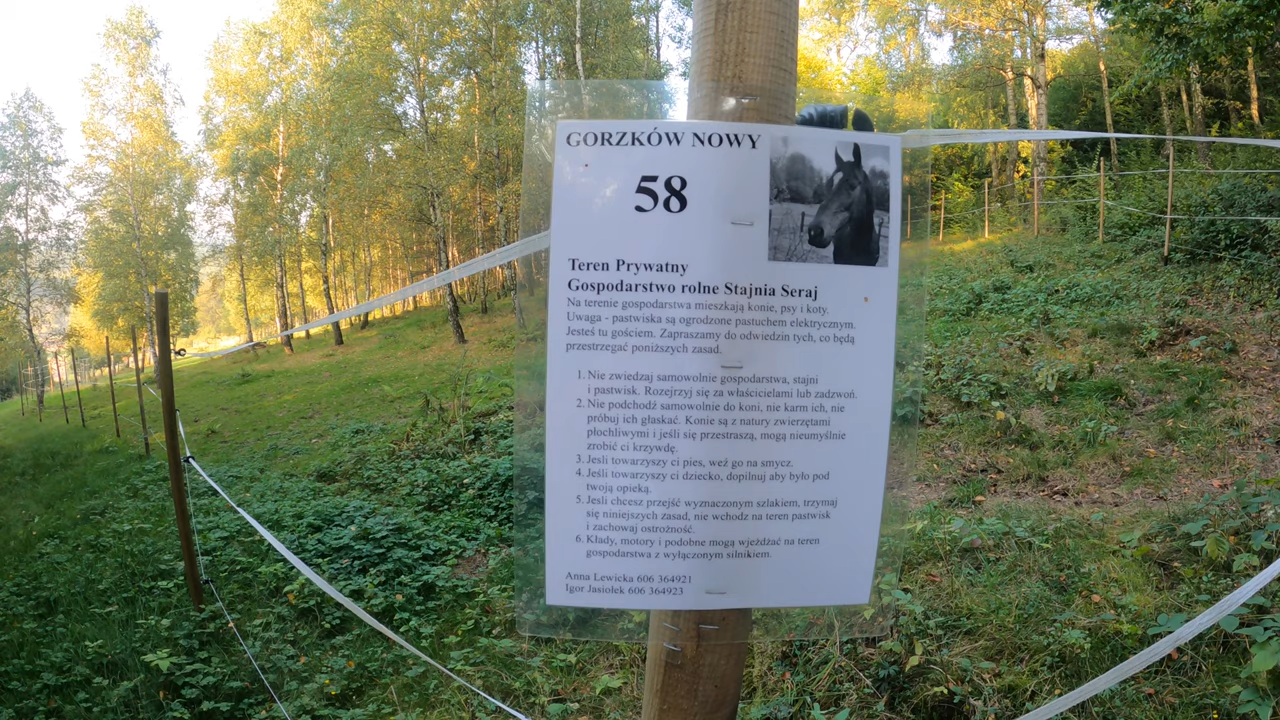 GORZKÓW NOWY
58
Teren Prywatny
Gospodarstwo rolne Stajnia Seraj
Na terenie gospodarstwa mieszkają konie, psy i koty.
Uwaga - pastwiska są ogrodzone pastuchem elektrycznym.
Jesteś tu gościem. Zapraszamy do odwiedzin tych, co będą
przestrzegać poniższych zasad.
1. Nie zwiedzaj samowolnie gospodarstwa, stajni
i pastwisk. Rozejrzyj się za właścicielami lub zadzwoń.
2. Nie podchodź samowolnie do koni, nie karm ich, nie
próbuj ich głaskać. Konie są z natury zwierzętami
płochliwymi i jeśli się przestraszą, mogą nieumyślnie
zrobić ci krzywdę.
3. Jesli towarzyszy ci pies, weź go na smycz.
4. Jeśli towarzyszy ci dziecko, dopilnuj aby było pod
twoją opieką.
5. Jesli chcesz przejść wyznaczonym szlakiem, trzymaj
się niniejszych zasad, nie wchodz na teren pastwisk
i zachowaj ostrożność.
6. Kłady, motory i podobne mogą wjeżdżać na teren
gospodarstwa z wyłączonym silnikiem.
Anna Lewicka 606 364921
Igor Jasiołek 606 364923